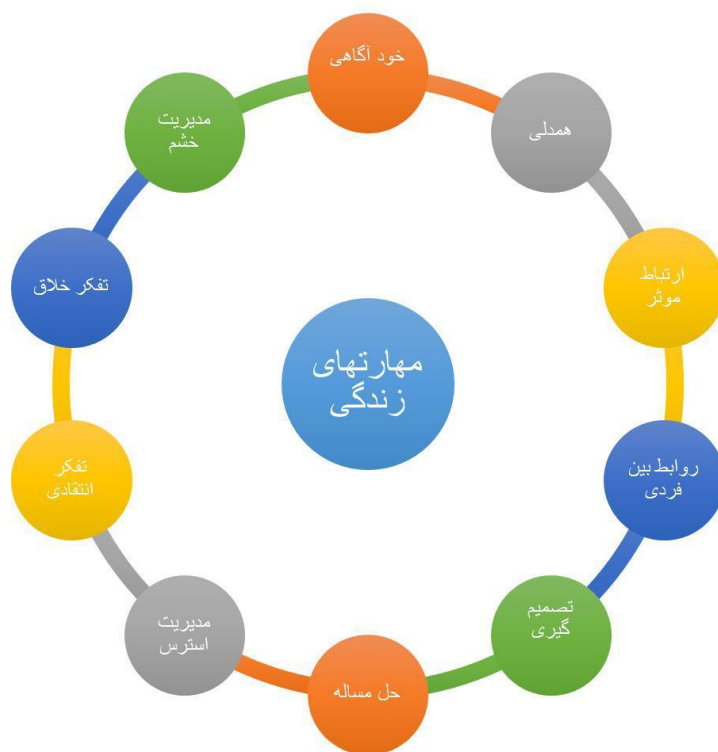 خود آگاهی
همدلی
ارتباط
موثر
روابط بین
فردی
تصمیم
گیری
حل مساله
مدیریت
استرس
تفکر
انتقادی
تفکر خلاق
مدیریت
خشم
مهارتهای
زندگی